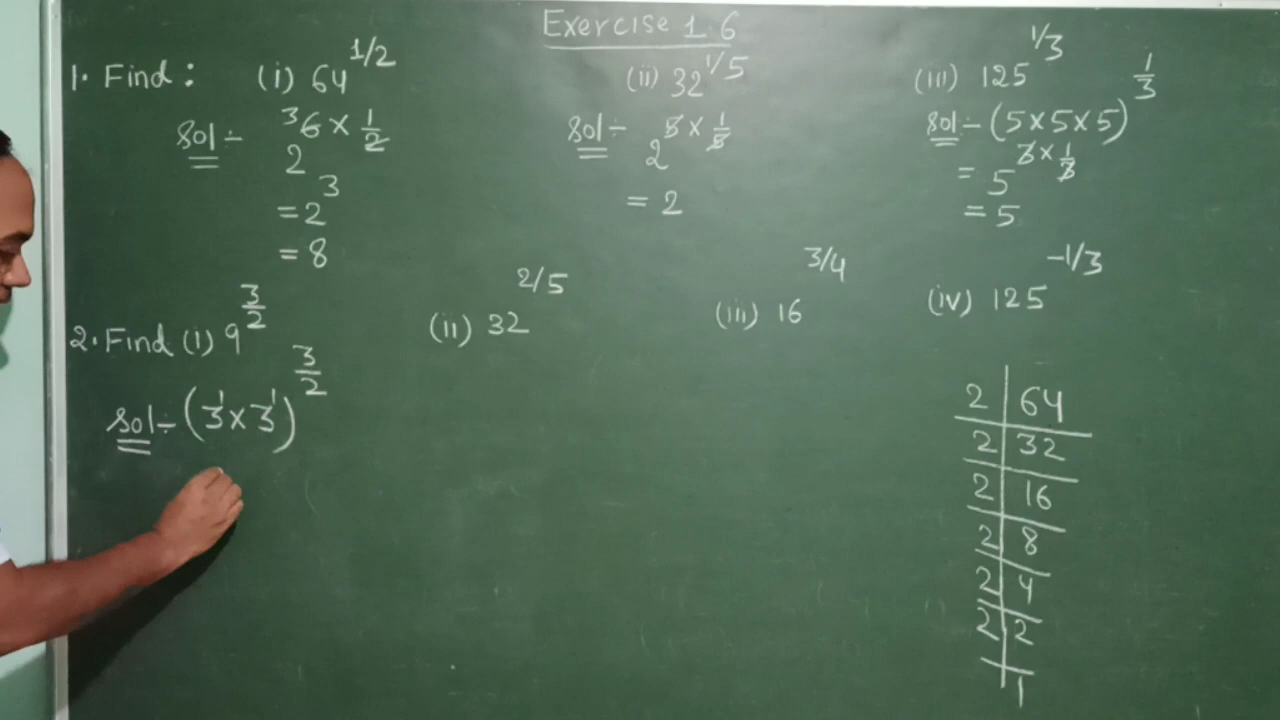 Exercise 1.6
1. Find : (i) 64^1/2 (ii) 32^1/5 (iii) 125^1/3
Sol÷ 2^(³6 × 1/2) Sol÷ 2^(5 × 1/5) Sol÷ (5×5×5)^1/3
= 2^3 = 2 = 5^(3 × 1/3)
= 8 = 5
2. Find (i) 9^3/2 (ii) 32^2/5 (iii) 16^3/4 (iv) 125^-1/3
Sol÷ (3^1 × 3^1)^3/2
2 | 64
2 | 32
2 | 16
2 | 8
2 | 4
2 | 2
| 1